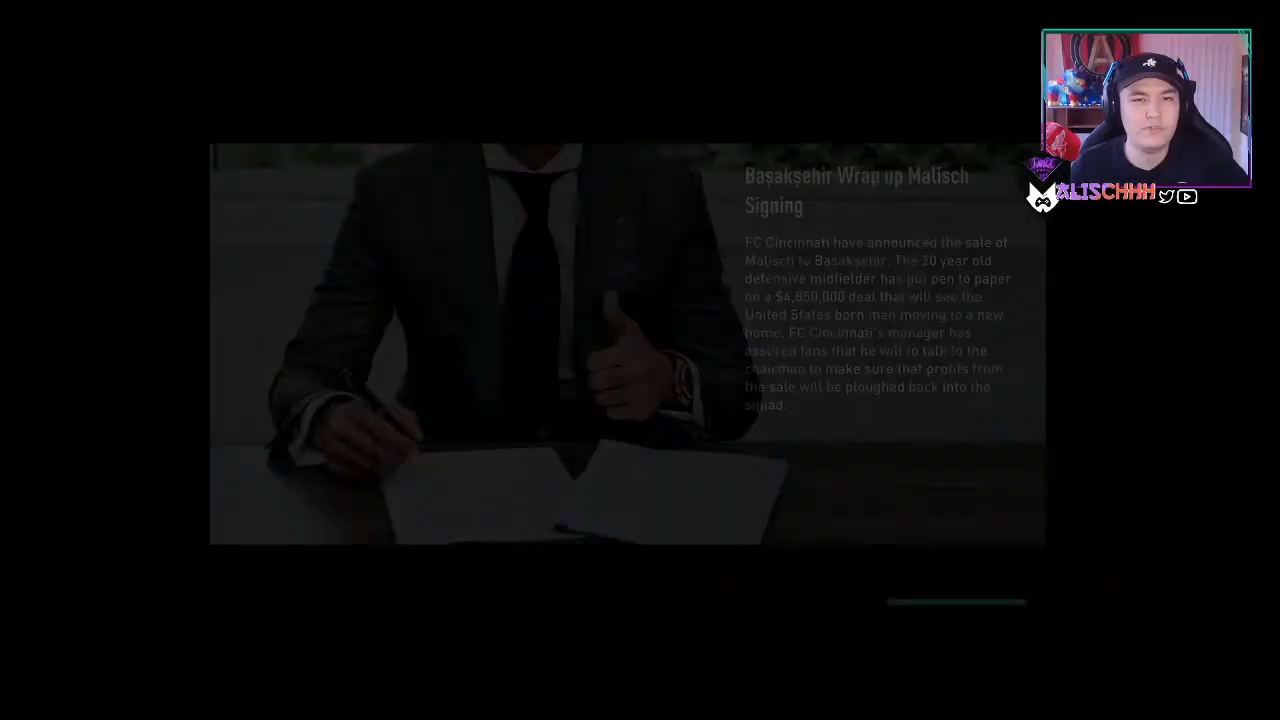 Başakşehir Wrap up Malisch
Signing
FC Cincinnati have announced the sale of
Malisch to Başakşehir. The 20 year old
defensive midfielder has put pen to paper
on a $4,850,000 deal that will see the
United States born man moving to a new
home. FC Cincinnati's manager has
assured fans that he will to talk to the
chairman to make sure that profits from
the sale will be ploughed back into the
squad.
ALISCHHH